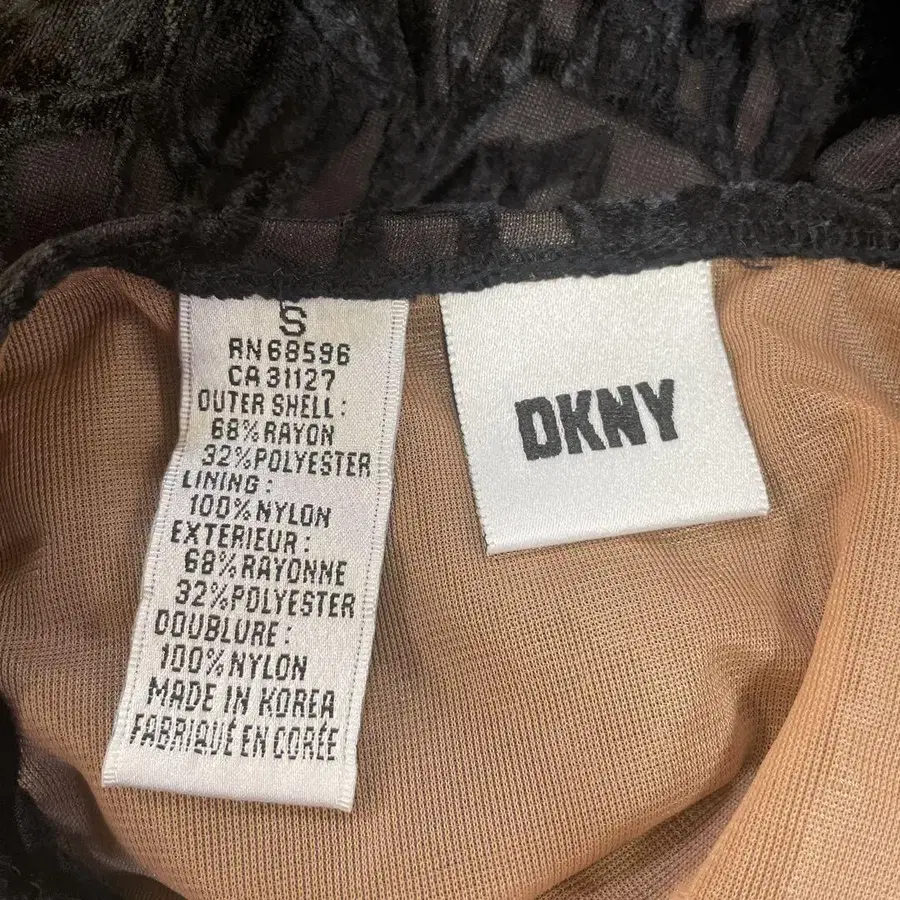 S
RN 68596
CA 31127
OUTER SHELL:
68% RAYON
32% POLYESTER
LINING:
100% NYLON
EXTERIEUR:
68% RAYONNE
32% POLYESTER
DOUBLURE:
100% NYLON
MADE IN KOREA
FABRIQUÉ EN CORÉE
DKNY